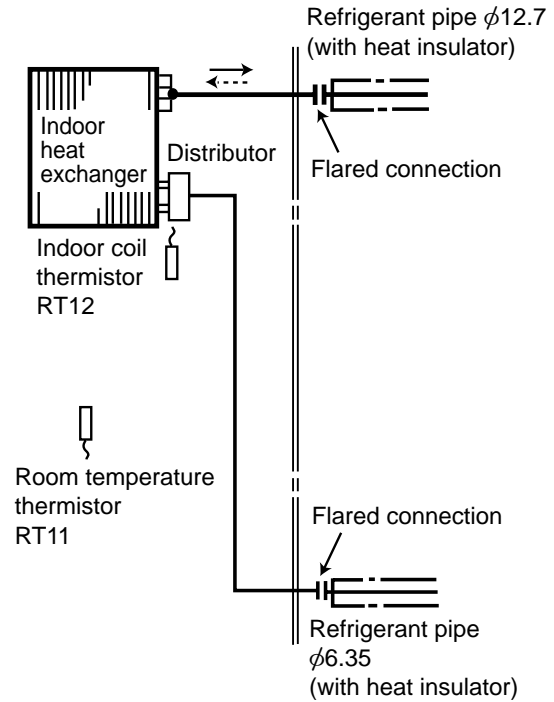 Refrigerant pipe ϕ12.7
(with heat insulator)
Indoor
heat
exchanger
Distributor
Flared connection
Indoor coil
thermistor
RT12
Room temperature
thermistor
RT11
Flared connection
Refrigerant pipe
ϕ6.35
(with heat insulator)